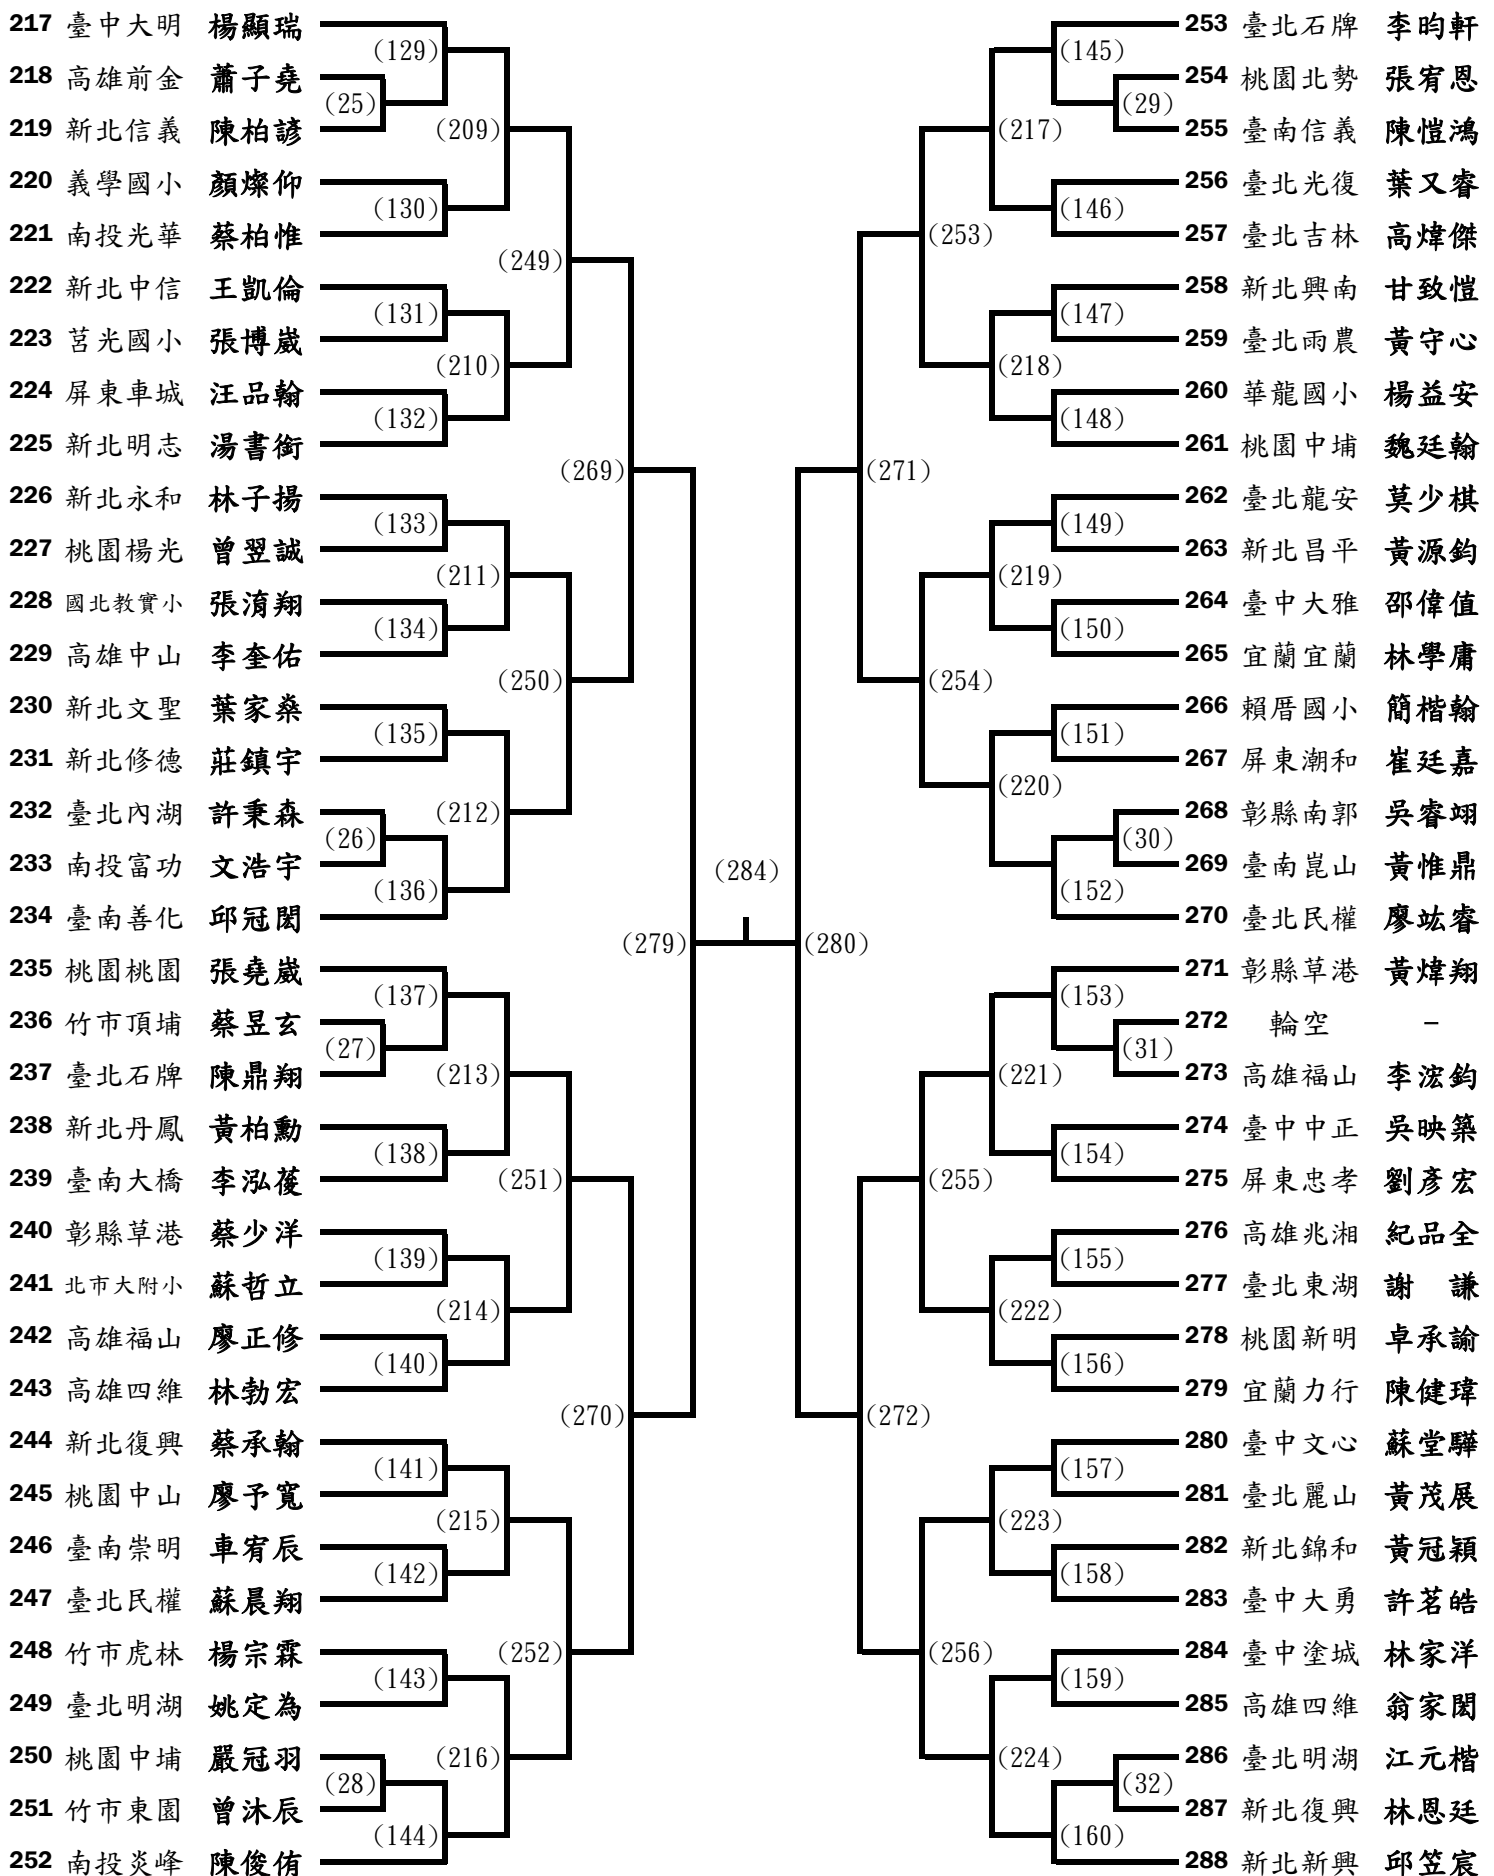 217 臺中大明 楊顯瑞
218 高雄前金 蕭子堯
219 新北信義 陳柏諺
220 義學國小 顏燦仰
221 南投光華 蔡柏惟
222 新北中信 王凱倫
223 莒光國小 張博崴
224 屏東車城 汪品翰
225 新北明志 湯書銜
226 新北永和 林子揚
227 桃園楊光 曾翌誠
228 國北教實小 張淯翔
229 高雄中山 李奎佑
230 新北文聖 葉家燊
231 新北修德 莊鎮宇
232 臺北內湖 許秉森
233 南投富功 文浩宇
234 臺南善化 邱冠閎
235 桃園桃園 張堯崴
236 竹市頂埔 蔡昱玄
237 臺北石牌 陳鼎翔
238 新北丹鳳 黃柏勳
239 臺南大橋 李泓葰
240 彰縣草港 蔡少洋
241 北市大附小 蘇哲立
242 高雄福山 廖正修
243 高雄四維 林勃宏
244 新北復興 蔡承翰
245 桃園中山 廖予寬
246 臺南崇明 車宥辰
247 臺北民權 蘇晨翔
248 竹市虎林 楊宗霖
249 臺北明湖 姚定為
250 桃園中埔 嚴冠羽
251 竹市東園 曾沐辰
252 南投炎峰 陳俊侑
(25)
(26)
(27)
(28)
(129)
(130)
(131)
(132)
(133)
(134)
(135)
(136)
(137)
(138)
(139)
(140)
(141)
(142)
(143)
(144)
(209)
(210)
(211)
(212)
(213)
(214)
(215)
(216)
(249)
(250)
(251)
(252)
(269)
(270)
(279)
(284)
(280)
(271)
(272)
(253)
(254)
(255)
(256)
(217)
(218)
(219)
(220)
(221)
(222)
(223)
(224)
(145)
(146)
(147)
(148)
(149)
(150)
(151)
(152)
(153)
(154)
(155)
(156)
(157)
(158)
(159)
(160)
(29)
(30)
(31)
(32)
253 臺北石牌 李昀軒
254 桃園北勢 張宥恩
255 臺南信義 陳愷鴻
256 臺北光復 葉又睿
257 臺北吉林 高煒傑
258 新北興南 甘致愷
259 臺北雨農 黃守心
260 華龍國小 楊益安
261 桃園中埔 魏廷翰
262 臺北龍安 莫少棋
263 新北昌平 黃源鈞
264 臺中大雅 邵偉值
265 宜蘭宜蘭 林學庸
266 賴厝國小 簡楷翰
267 屏東潮和 崔廷嘉
268 彰縣南郭 吳睿翊
269 臺南崑山 黃惟鼎
270 臺北民權 廖竑睿
271 彰縣草港 黃煒翔
272 輪空 –
273 高雄福山 李浤鈞
274 臺中中正 吳映築
275 屏東忠孝 劉彥宏
276 高雄兆湘 紀品全
277 臺北東湖 謝 謙
278 桃園新明 卓承諭
279 宜蘭力行 陳健瑋
280 臺中文心 蘇堂驊
281 臺北麗山 黃茂展
282 新北錦和 黃冠穎
283 臺中大勇 許茗皓
284 臺中塗城 林家洋
285 高雄四維 翁家閎
286 臺北明湖 江元楷
287 新北復興 林恩廷
288 新北新興 邱笠宸